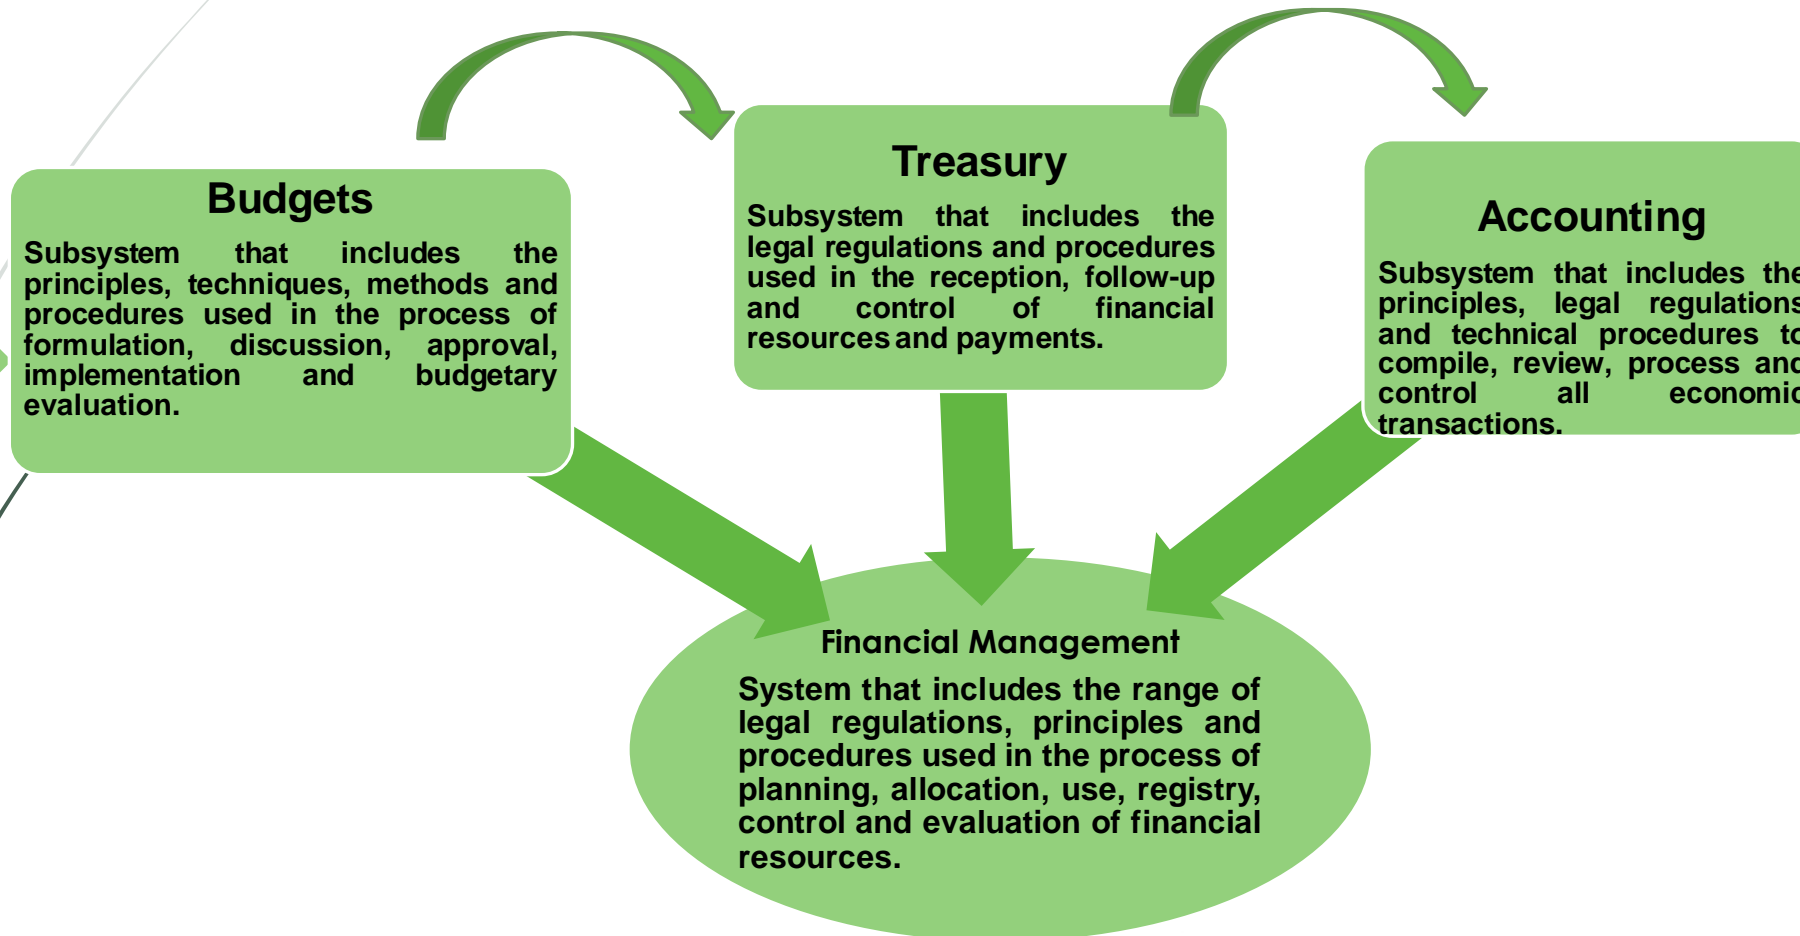 Budgets
Subsystem that includes the
principles, techniques, methods and
procedures used in the process of
formulation, discussion, approval,
implementation and budgetary
evaluation.
Treasury
Subsystem that includes the
legal regulations and procedures
used in the reception, follow-up
and control of financial
resources and payments.
Accounting
Subsystem that includes the
principles, legal regulations
and technical procedures to
compile, review, process and
control all economic
transactions.
Financial Management
System that includes the range of
legal regulations, principles and
procedures used in the process of
planning, allocation, use, registry,
control and evaluation of financial
resources.